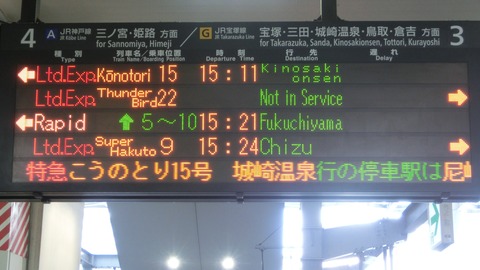 4 A JR神戸線 三ノ宮・姫路 方面 G JR宝塚線 宝塚・三田・城崎温泉・鳥取・倉吉 方面 3
JR Kobe Line for Sannomiya, Himeji JR Takarazuka Line for Takarazuka, Sanda, Kinosakionsen, Tottori, Kurayoshi
種別 列車名/乗車位置 時刻 行先 遅れ
Type Train Name/Boarding Position Departure Time Destination Delay
←Ltd.Exp. Kōnotori 15 15:11 Kinosaki onsen
Ltd.Exp. Thunder Bird 22 Not in Service →
←Rapid ↑5〜10 15:21 Fukuchiyama
Ltd.Exp. Super Hakuto 9 15:24 Chizu →
特急こうのとり15号 城崎温泉行の停車駅は尼